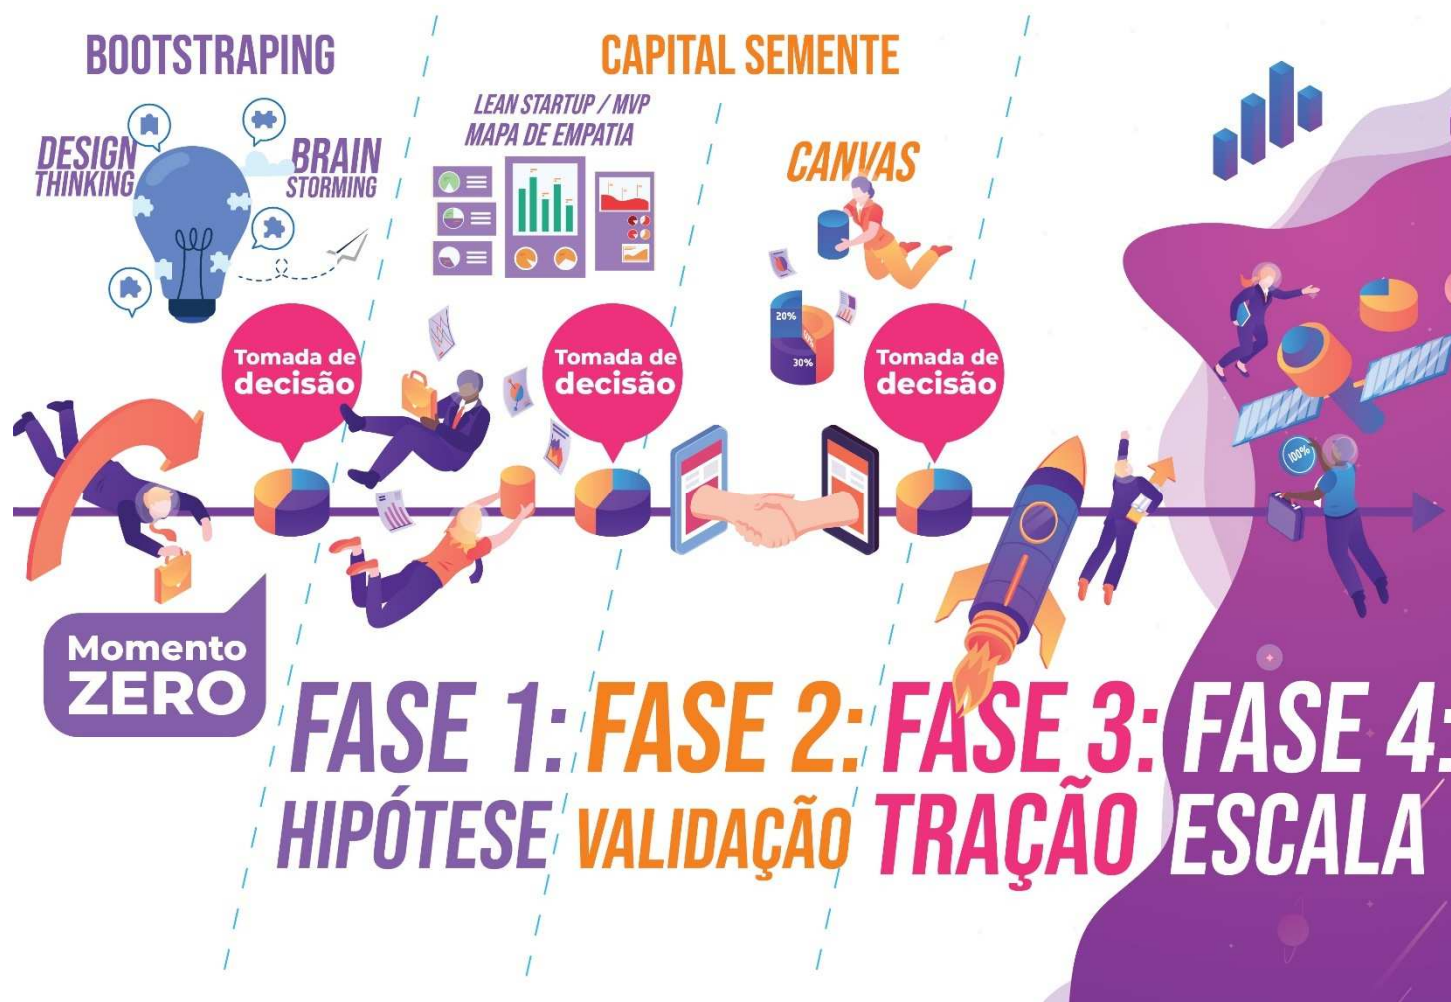 BOOTSTRAPING
CAPITAL SEMENTE
DESIGN
THINKING
BRAIN
STORMING
LEAN STARTUP / MVP
MAPA DE EMPATIA
CANVAS
20%
30%
Tomada de
decisão
Tomada de
decisão
Tomada de
decisão
100%
Momento
ZERO
FASE 1:
HIPÓTESE
FASE 2:
VALIDAÇÃO
FASE 3:
TRAÇÃO
FASE 4:
ESCALA